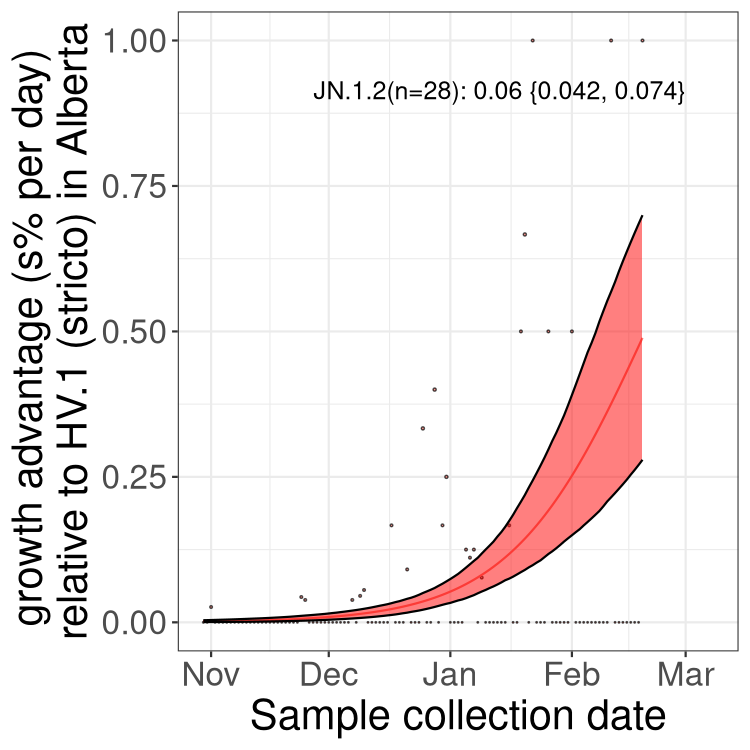 growth advantage (s% per day)
relative to HV.1 (stricto) in Alberta
1.00
0.75
0.50
0.25
0.00
JN.1.2(n=28): 0.06 {0.042, 0.074}
Nov Dec Jan Feb Mar
Sample collection date